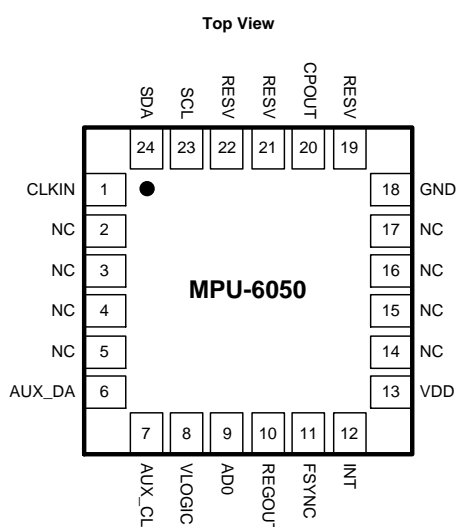 Top View
SDA
SCL
RESV
RESV
CPOUT
RESV
24
23
22
21
20
19
CLKIN 1
18 GND
NC 2
17 NC
NC 3
16 NC
NC 4
15 NC
NC 5
14 NC
AUX_DA 6
13 VDD
MPU-6050
7
8
9
10
11
12
AUX_CL
VLOGIC
AD0
REGOUT
FSYNC
INT